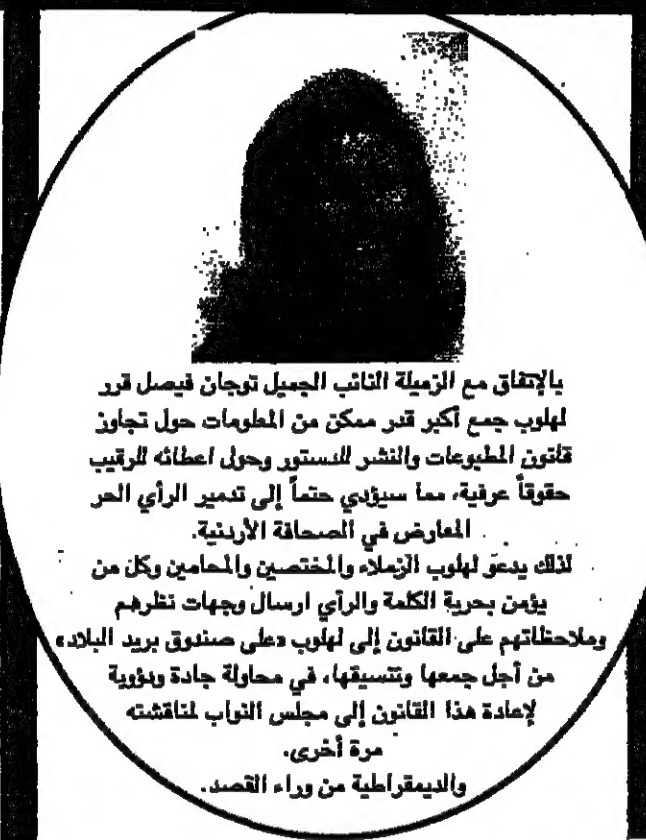 بالإتفاق مع الزميلة النائب الجميل توجان فيصل قرر
لهلوب جمع أكبر قدر ممكن من المعلومات حول تجاوز
قانون المطبوعات والنشر للدستور وحول اعطائه للرقيب
حقوقاً عرفية، مما سيؤدي حتماً إلى تدمير الرأي الحر
المعارض في الصحافة الأردنية.
لذلك يدعو لهلوب الزملاء والمختصين والمحامين وكل من
يؤمن بحرية الكلمة والرأي ارسال وجهات نظرهم
وملاحظاتهم على القانون إلى لهلوب «على صندوق بريد البلاد»
من أجل جمعها وتنسيقها، في محاولة جادة ودؤوبة
لإعادة هذا القانون إلى مجلس النواب لمناقشته
مرة أخرى.
والديمقراطية من وراء القصد.